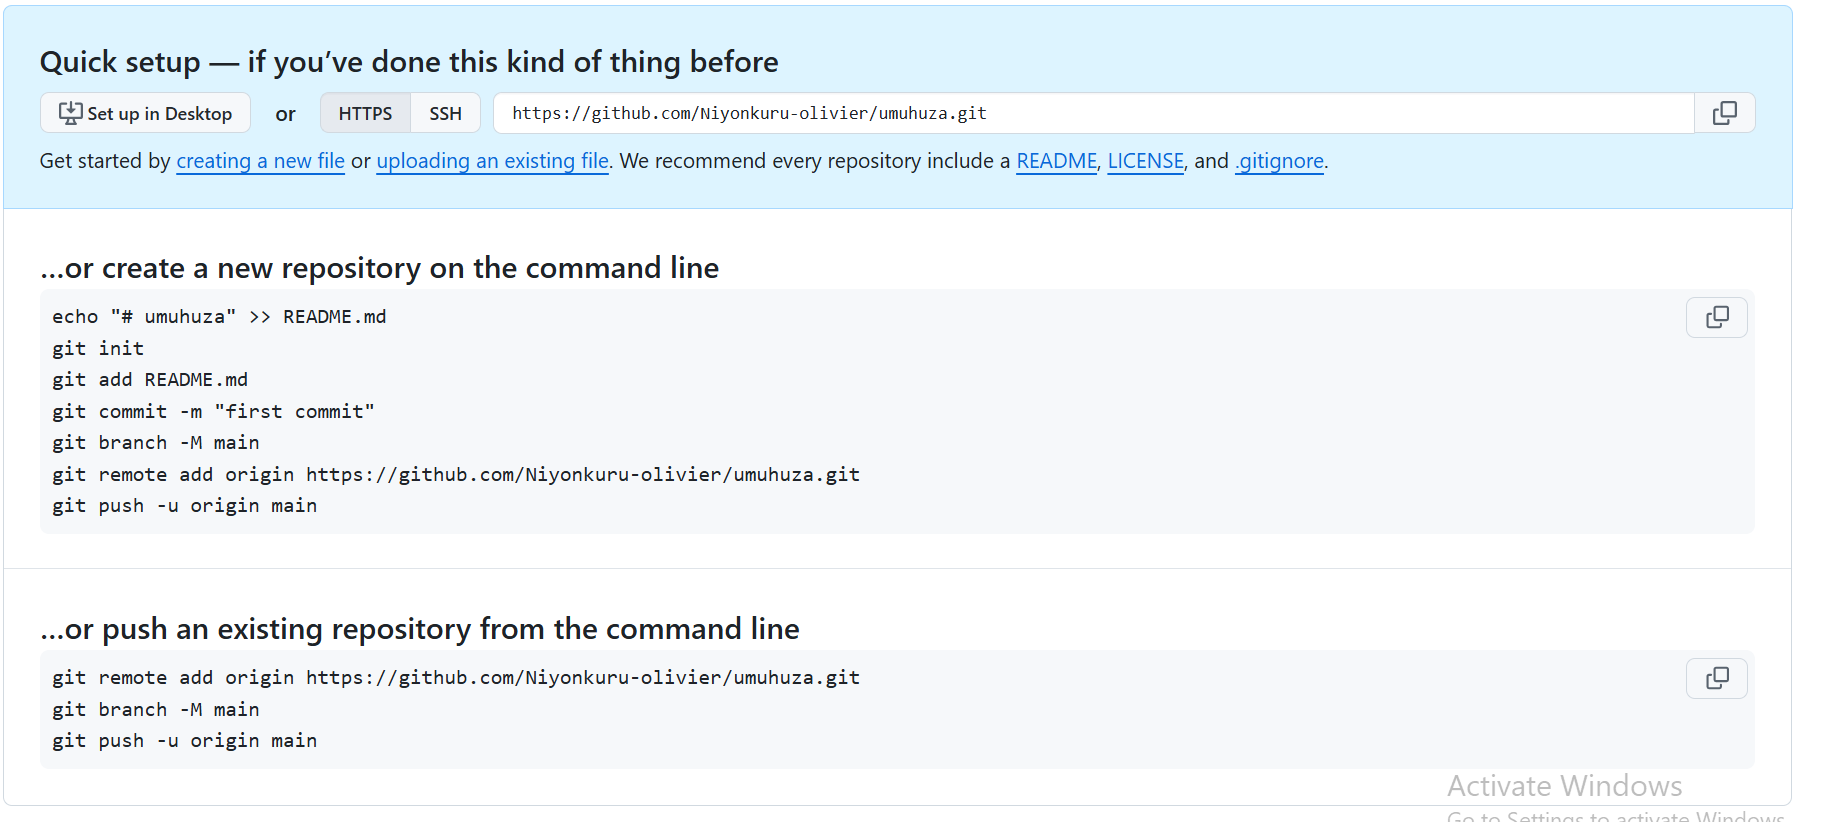 Quick setup — if you’ve done this kind of thing before
Set up in Desktop or HTTPS SSH https://github.com/Niyonkuru-olivier/umuhuza.git
Get started by creating a new file or uploading an existing file. We recommend every repository include a README, LICENSE, and .gitignore.
…or create a new repository on the command line
echo "# umuhuza" >> README.md
git init
git add README.md
git commit -m "first commit"
git branch -M main
git remote add origin https://github.com/Niyonkuru-olivier/umuhuza.git
git push -u origin main
…or push an existing repository from the command line
git remote add origin https://github.com/Niyonkuru-olivier/umuhuza.git
git branch -M main
git push -u origin main
Activate Windows
Go to Settings to activate Windows.